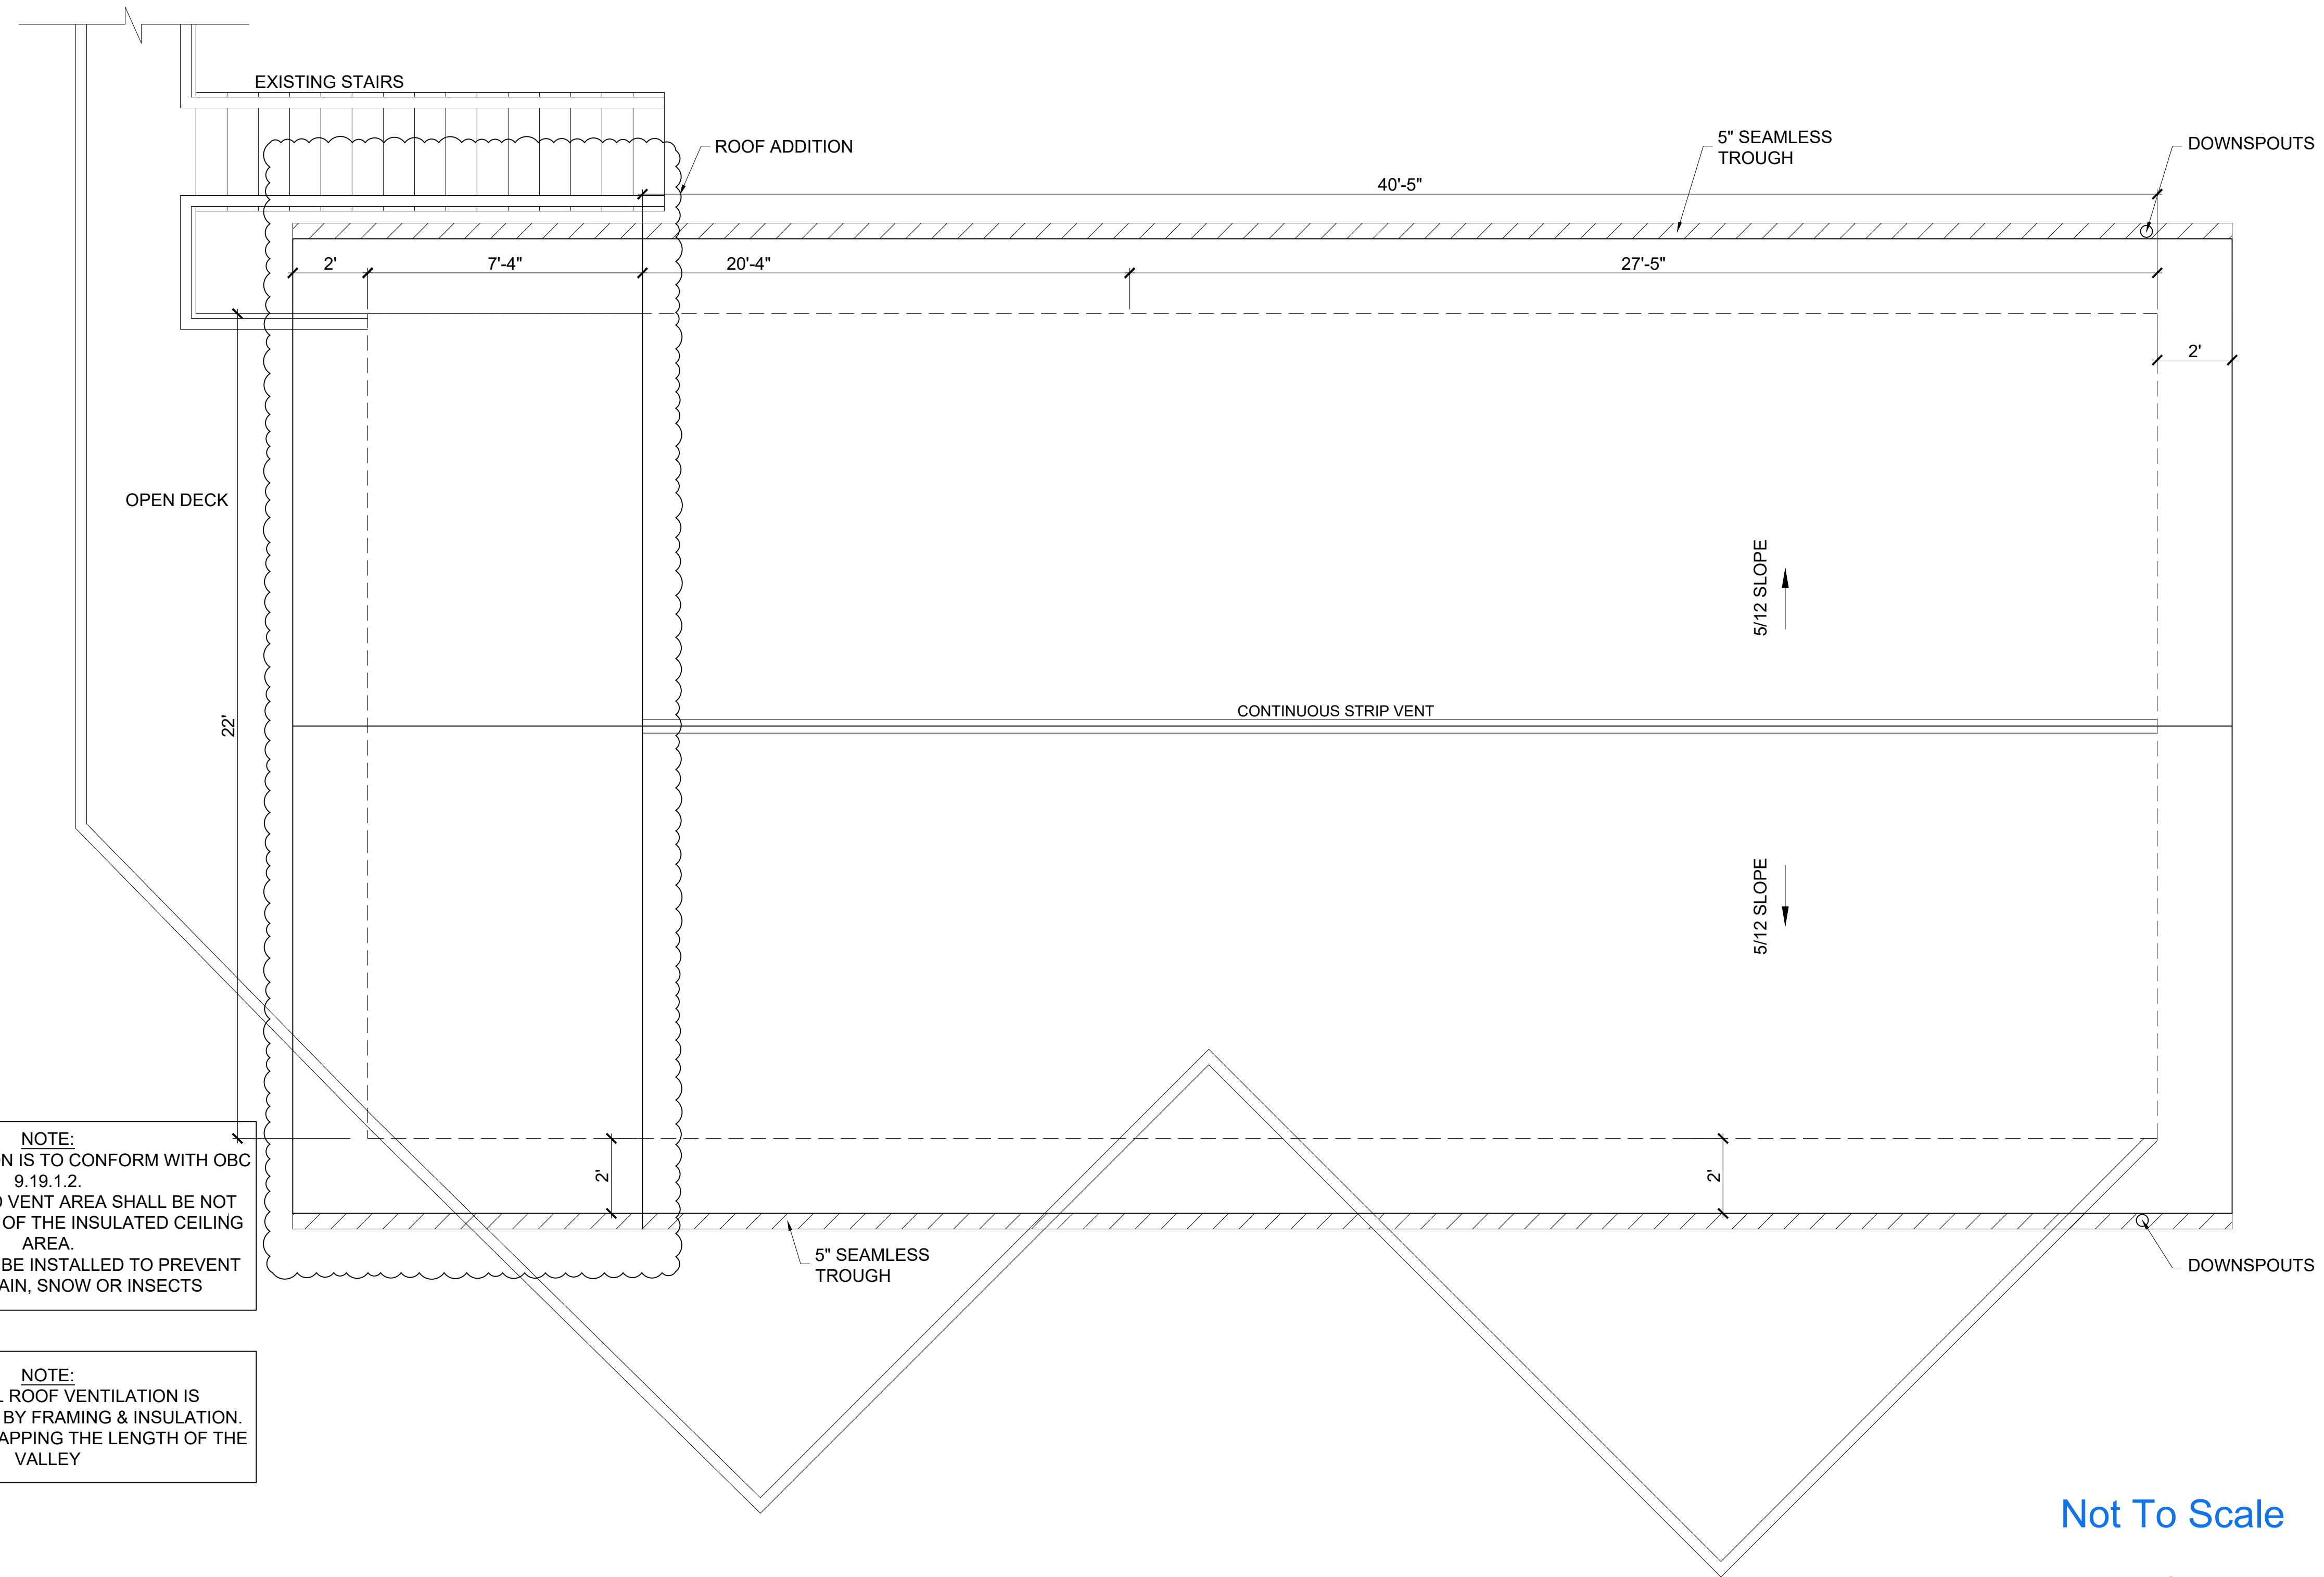 EXISTING STAIRS
ROOF ADDITION
5" SEAMLESS
TROUGH
DOWNSPOUTS
40'-5"
2'
7'-4"
20'-4"
27'-5"
2'
OPEN DECK
22'
5/12 SLOPE
CONTINUOUS STRIP VENT
5/12 SLOPE
2'
2'
NOTE:
IS TO CONFORM WITH OBC
9.19.1.2.
VENT AREA SHALL BE NOT
OF THE INSULATED CEILING
AREA.
BE INSTALLED TO PREVENT
SNOW OR INSECTS
5" SEAMLESS
TROUGH
DOWNSPOUTS
NOTE:
ROOF VENTILATION IS
BY FRAMING & INSULATION.
THE LENGTH OF THE
VALLEY
Not To Scale